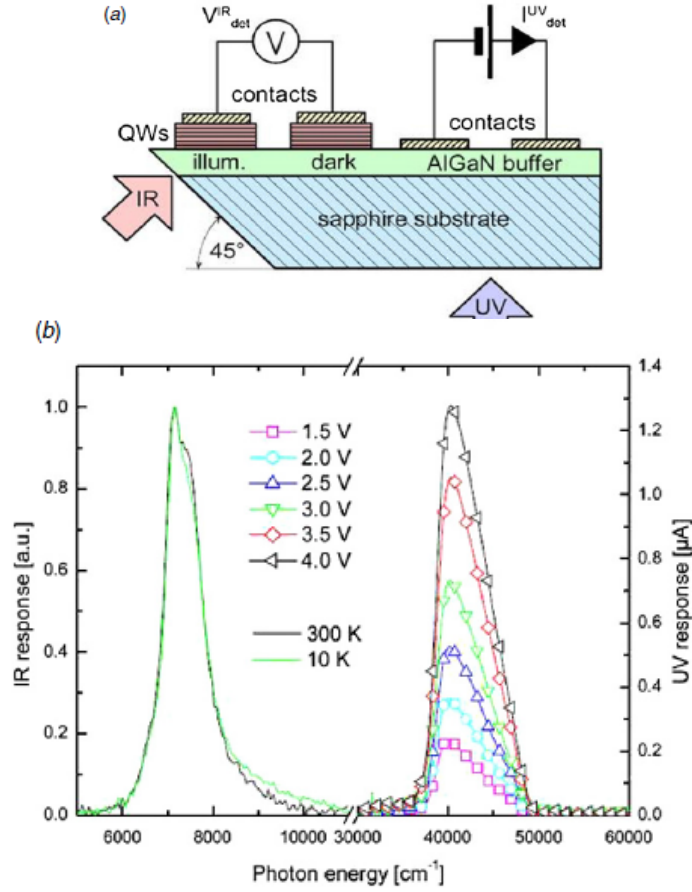 (a)
V^IR_det
I^UV_det
V
contacts
QWs
contacts
illum.
dark
AlGaN buffer
IR
sapphire substrate
45°
UV
(b)
IR response [a.u.]
1.0
0.8
0.6
0.4
0.2
0.0
1.5 V
2.0 V
2.5 V
3.0 V
3.5 V
4.0 V
300 K
10 K
1.4
1.2
1.0
0.8
0.6
0.4
0.2
0.0
UV response [µA]
6000 8000 10000 30000 40000 50000 60000
Photon energy [cm⁻¹]